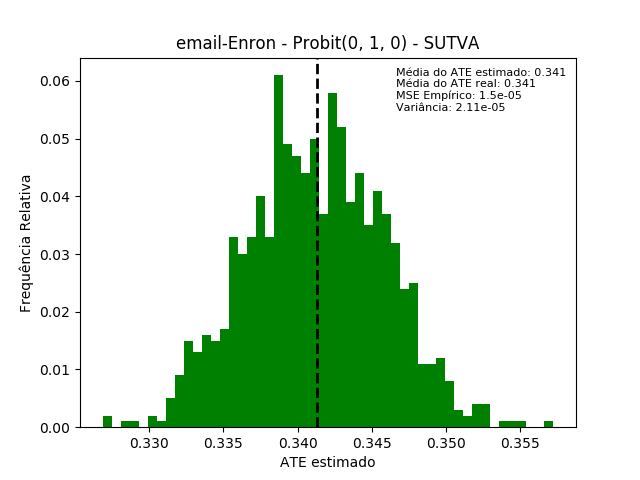 email-Enron - Probit(0, 1, 0) - SUTVA
Média do ATE estimado: 0.341
Média do ATE real: 0.341
MSE Empírico: 1.5e-05
Variância: 2.11e-05
Frequência Relativa
0.06
0.05
0.04
0.03
0.02
0.01
0.00
0.330
0.335
0.340
0.345
0.350
0.355
ATE estimado